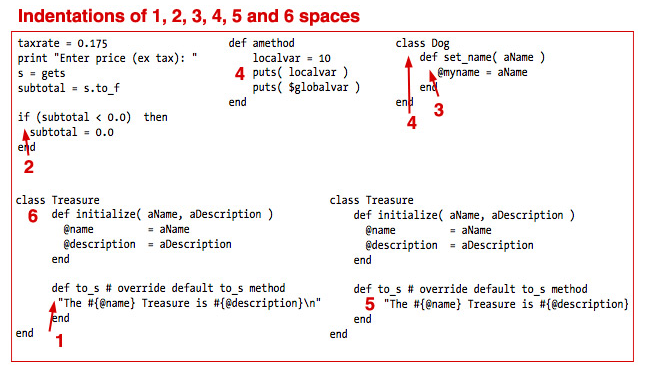 Indentations of 1, 2, 3, 4, 5 and 6 spaces
taxrate = 0.175
print "Enter price (ex tax): "
s = gets
subtotal = s.to_f
if (subtotal < 0.0)  then
subtotal = 0.0
end
2
def amethod
localvar = 10
4 puts( localvar )
puts( $globalvar )
end
class Dog
def set_name( aName )
@myname = aName
end
end
3
4
class Treasure
6 def initialize( aName, aDescription )
@name        = aName
@description = aDescription
end
def to_s # override default to_s method
"The #{@name} Treasure is #{@description}\n"
end
end
1
class Treasure
def initialize( aName, aDescription )
@name        = aName
@description = aDescription
end
def to_s # override default to_s method
5 "The #{@name} Treasure is #{@description}
end
end